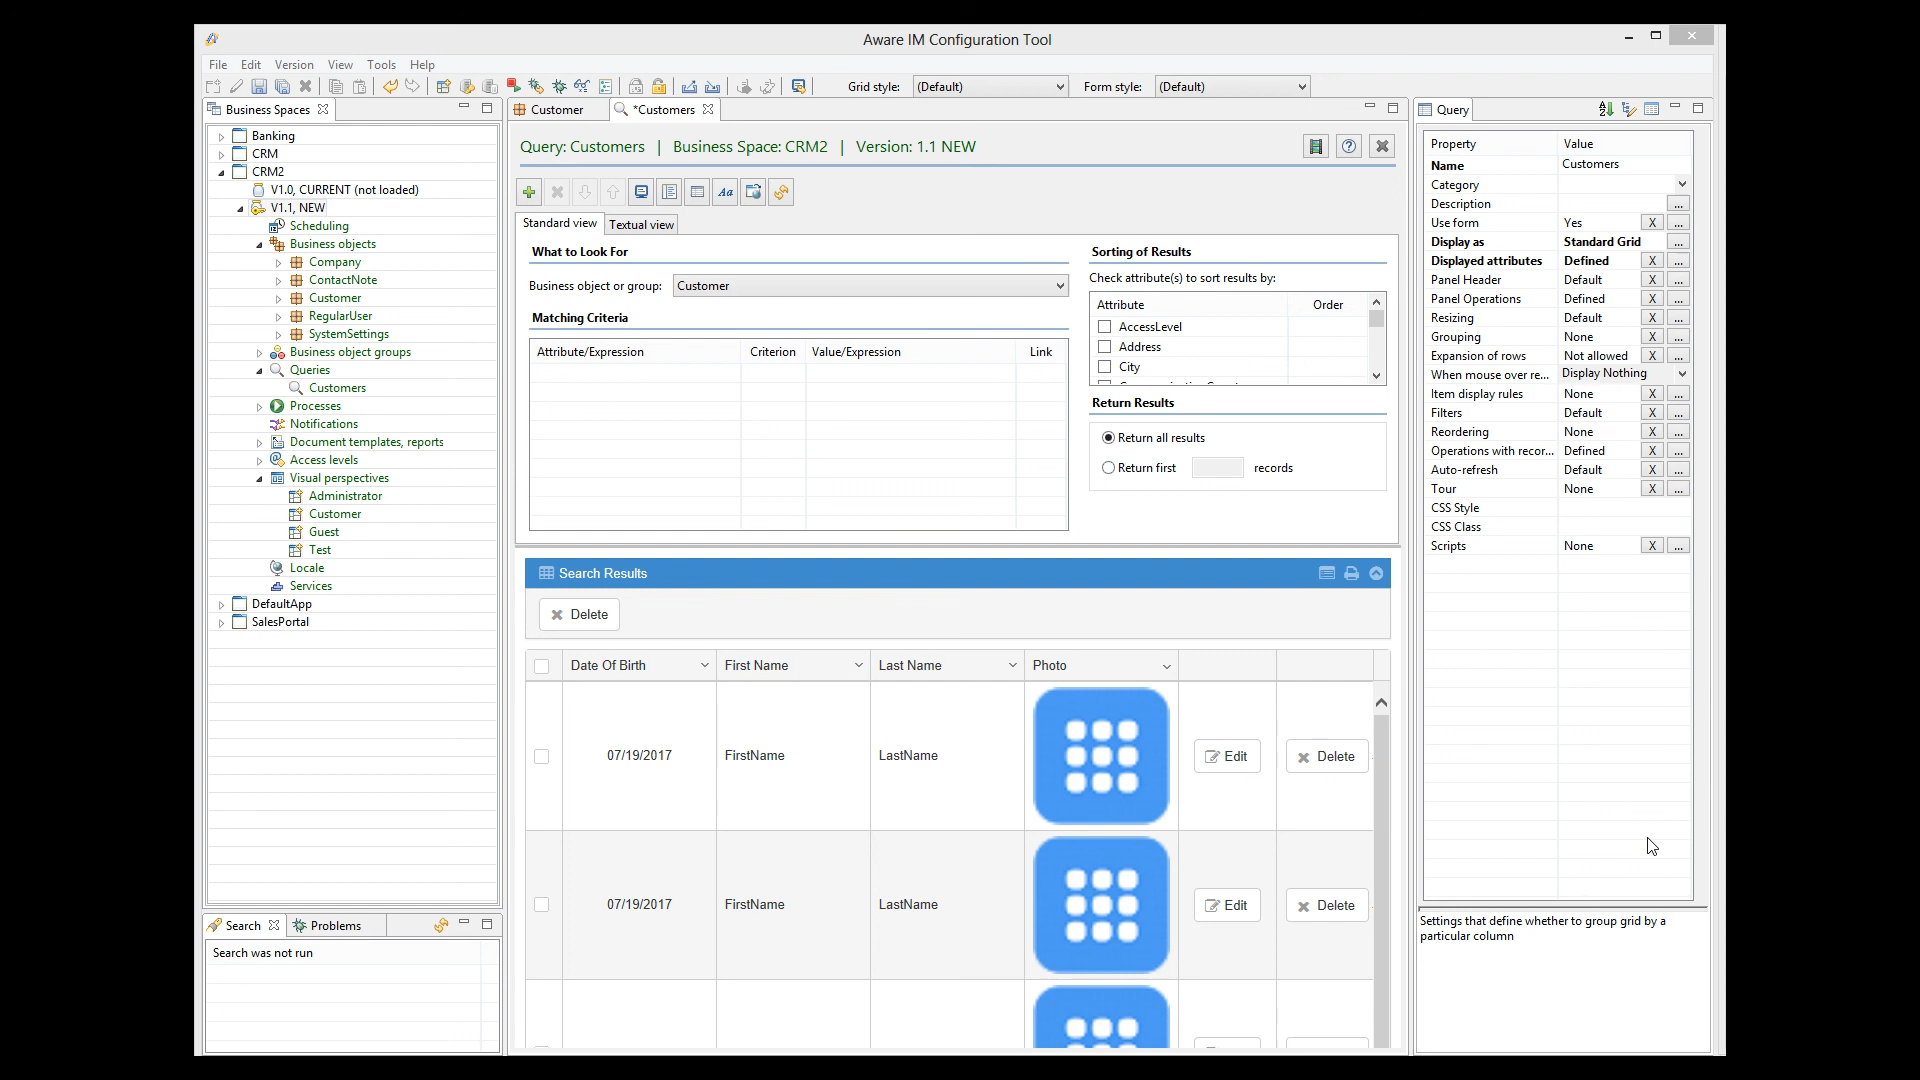 Aware IM Configuration Tool
File Edit Version View Tools Help
Grid style: (Default) Form style: (Default)
Business Spaces
Banking
CRM
CRM2
V1.0, CURRENT (not loaded)
V1.1, NEW
Scheduling
Business objects
Company
ContactNote
Customer
RegularUser
SystemSettings
Business object groups
Queries
Customers
Processes
Notifications
Document templates, reports
Access levels
Visual perspectives
Administrator
Customer
Guest
Test
Locale
Services
DefaultApp
SalesPortal
Search Problems
Search was not run
Customer *Customers
Query: Customers | Business Space: CRM2 | Version: 1.1 NEW
Aa
Standard view Textual view
What to Look For
Business object or group: Customer
Matching Criteria
Attribute/Expression Criterion Value/Expression Link
Sorting of Results
Check attribute(s) to sort results by:
Attribute Order
AccessLevel
Address
City
Return Results
Return all results
Return first records
Search Results
Delete
Date Of Birth First Name Last Name Photo
07/19/2017 FirstName LastName Edit Delete
07/19/2017 FirstName LastName Edit Delete
Query
Property Value
Name Customers
Category
Description ...
Use form Yes X ...
Display as Standard Grid ...
Displayed attributes Defined X ...
Panel Header Default X ...
Panel Operations Defined X ...
Resizing Default X ...
Grouping None X ...
Expansion of rows Not allowed X ...
When mouse over re... Display Nothing
Item display rules None X ...
Filters Default X ...
Reordering None X ...
Operations with recor... Defined X ...
Auto-refresh Default X ...
Tour None X ...
CSS Style
CSS Class
Scripts None X ...
Settings that define whether to group grid by a
particular column